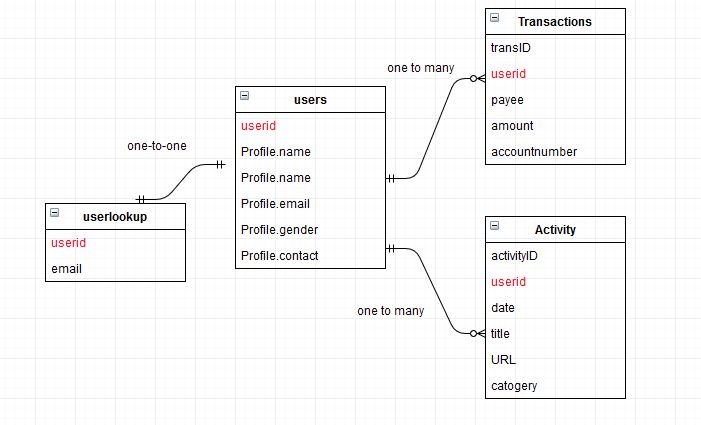 Transactions
transID
userid
payee
amount
accountnumber
one to many
users
userid
Profile.name
Profile.name
Profile.email
Profile.gender
Profile.contact
one-to-one
userlookup
userid
email
Activity
activityID
userid
date
title
URL
catogery
one to many